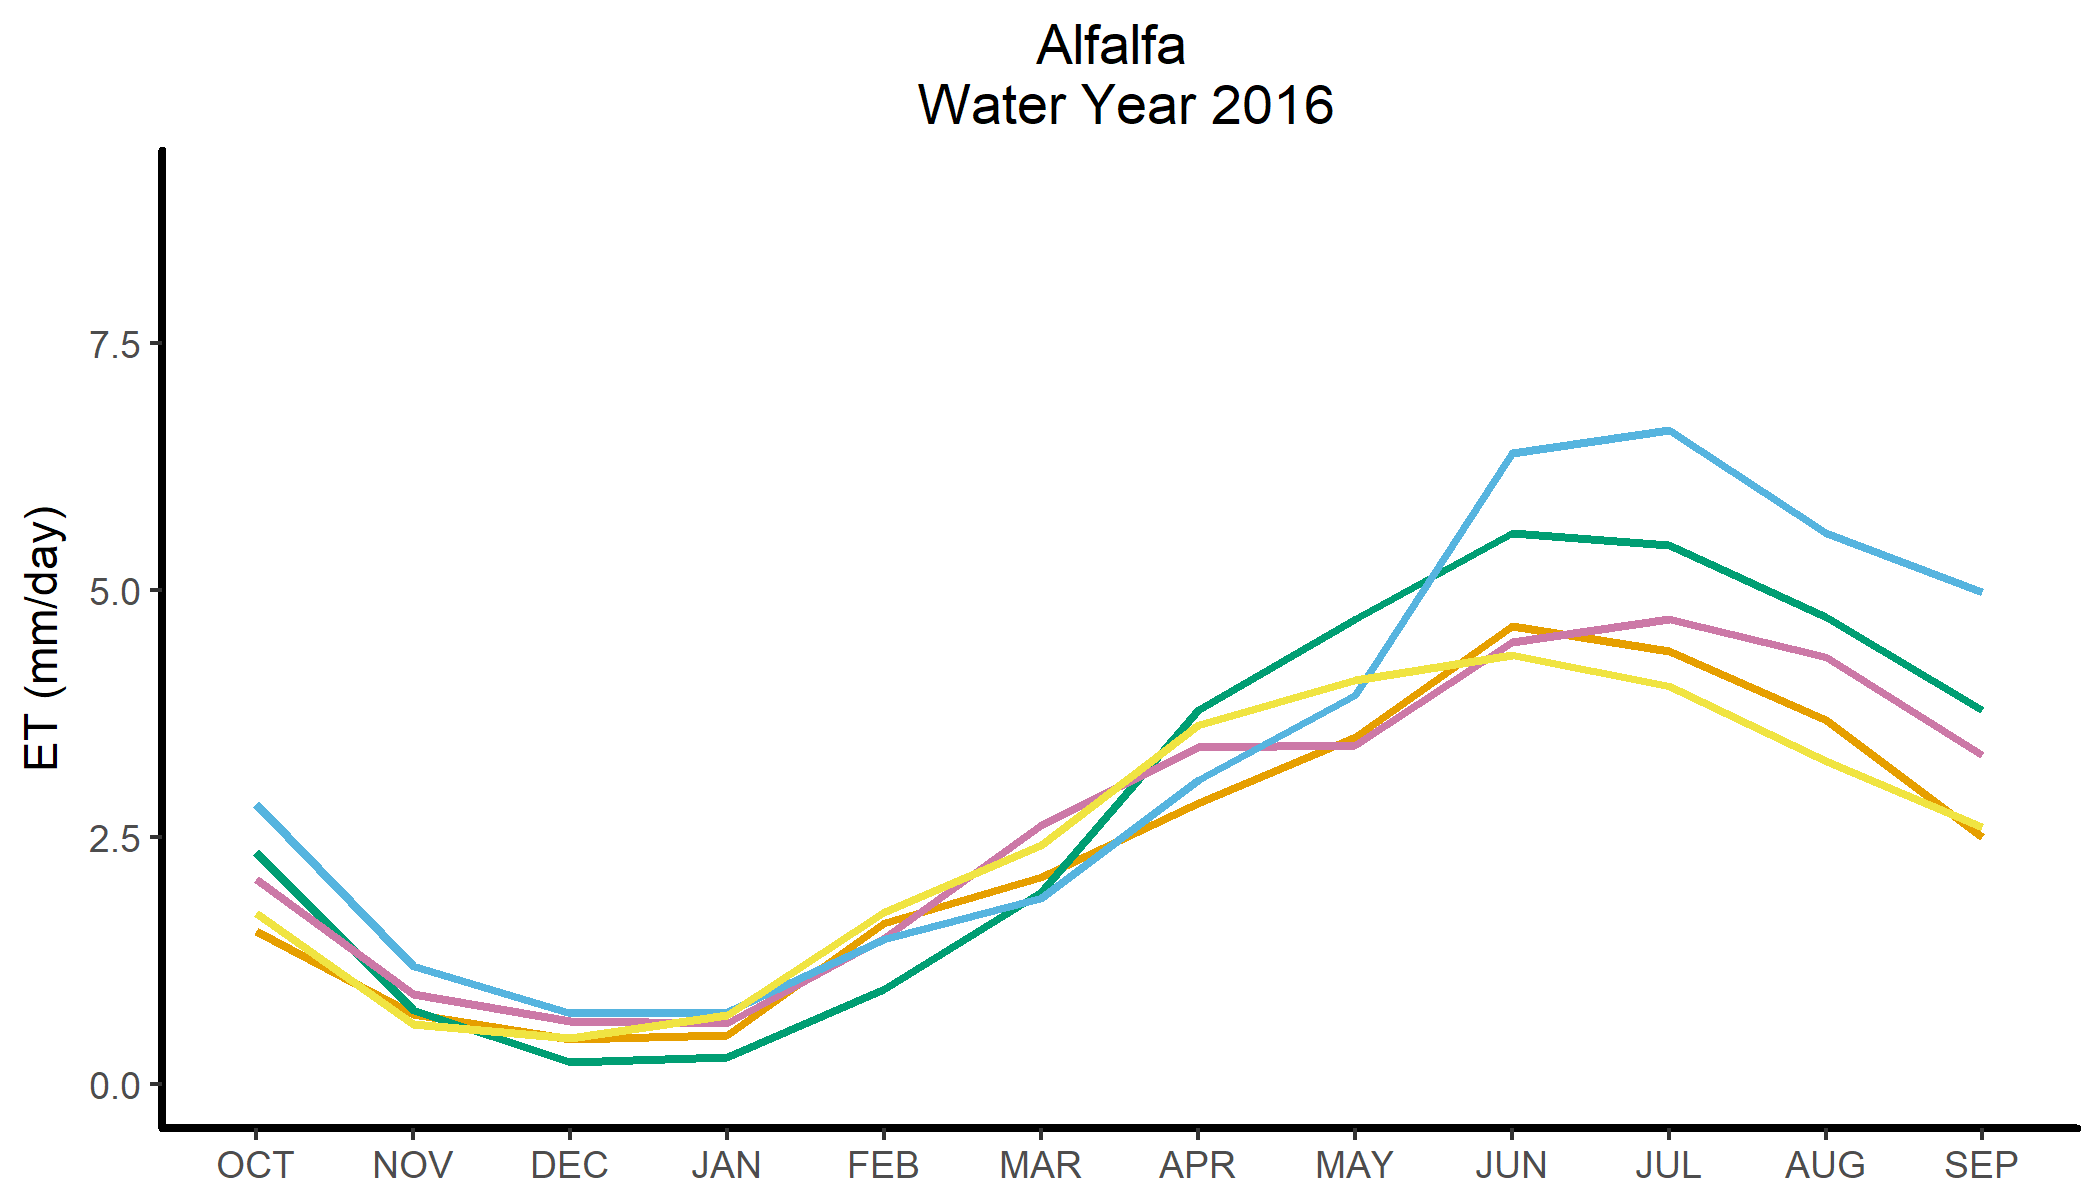 Alfalfa
Water Year 2016
ET (mm/day)
7.5
5.0
2.5
0.0
OCT NOV DEC JAN FEB MAR APR MAY JUN JUL AUG SEP